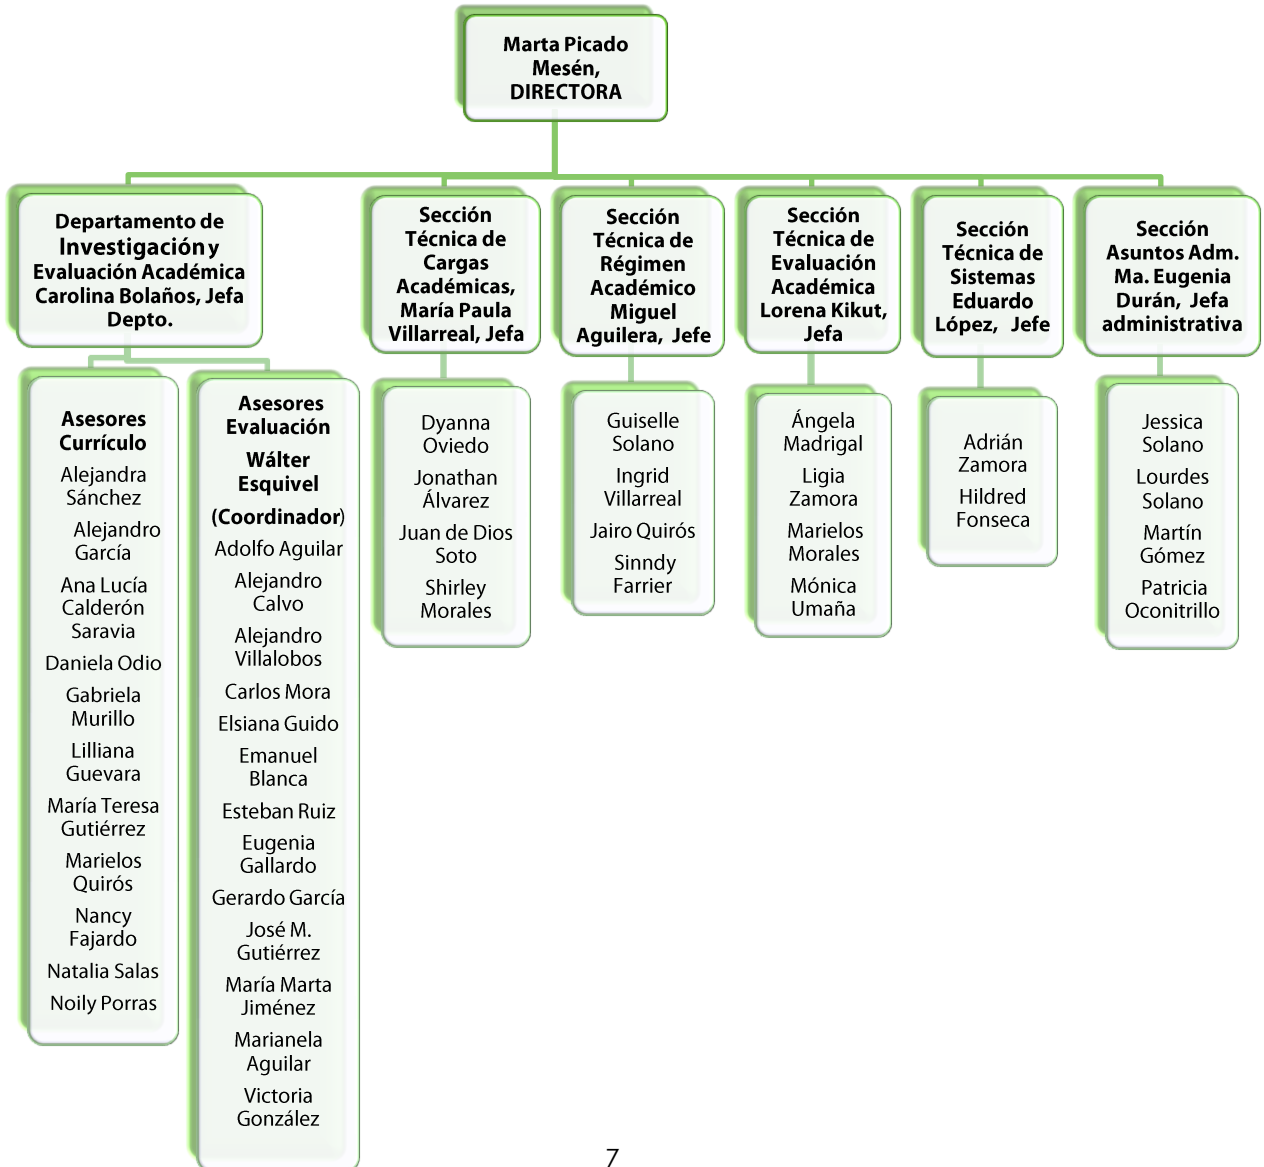 Marta Picado
Mesén,
DIRECTORA
Departamento de
Investigación y
Evaluación Académica
Carolina Bolaños, Jefa
Depto.
Sección
Técnica de
Cargas
Académicas,
María Paula
Villarreal, Jefa
Sección
Técnica de
Régimen
Académico
Miguel
Aguilera, Jefe
Sección
Técnica de
Evaluación
Académica
Lorena Kikut,
Jefa
Sección
Técnica de
Sistemas
Eduardo
López, Jefe
Sección
Asuntos Adm.
Ma. Eugenia
Durán, Jefa
administrativa
Asesores
Currículo
Alejandra
Sánchez
Alejandro
García
Ana Lucía
Calderón
Saravia
Daniela Odio
Gabriela
Murillo
Lilliana
Guevara
María Teresa
Gutiérrez
Marielos
Quirós
Nancy
Fajardo
Natalia Salas
Noily Porras
Asesores
Evaluación
Wálter
Esquivel
(Coordinador)
Adolfo Aguilar
Alejandro
Calvo
Alejandro
Villalobos
Carlos Mora
Elsiana Guido
Emanuel
Blanca
Esteban Ruiz
Eugenia
Gallardo
Gerardo García
José M.
Gutiérrez
María Marta
Jiménez
Marianela
Aguilar
Victoria
González
Dyanna
Oviedo
Jonathan
Álvarez
Juan de Dios
Soto
Shirley
Morales
Guiselle
Solano
Ingrid
Villarreal
Jairo Quirós
Sinndy
Farrier
Ángela
Madrigal
Ligia
Zamora
Marielos
Morales
Mónica
Umaña
Adrián
Zamora
Hildred
Fonseca
Jessica
Solano
Lourdes
Solano
Martín
Gómez
Patricia
Oconitrillo
7